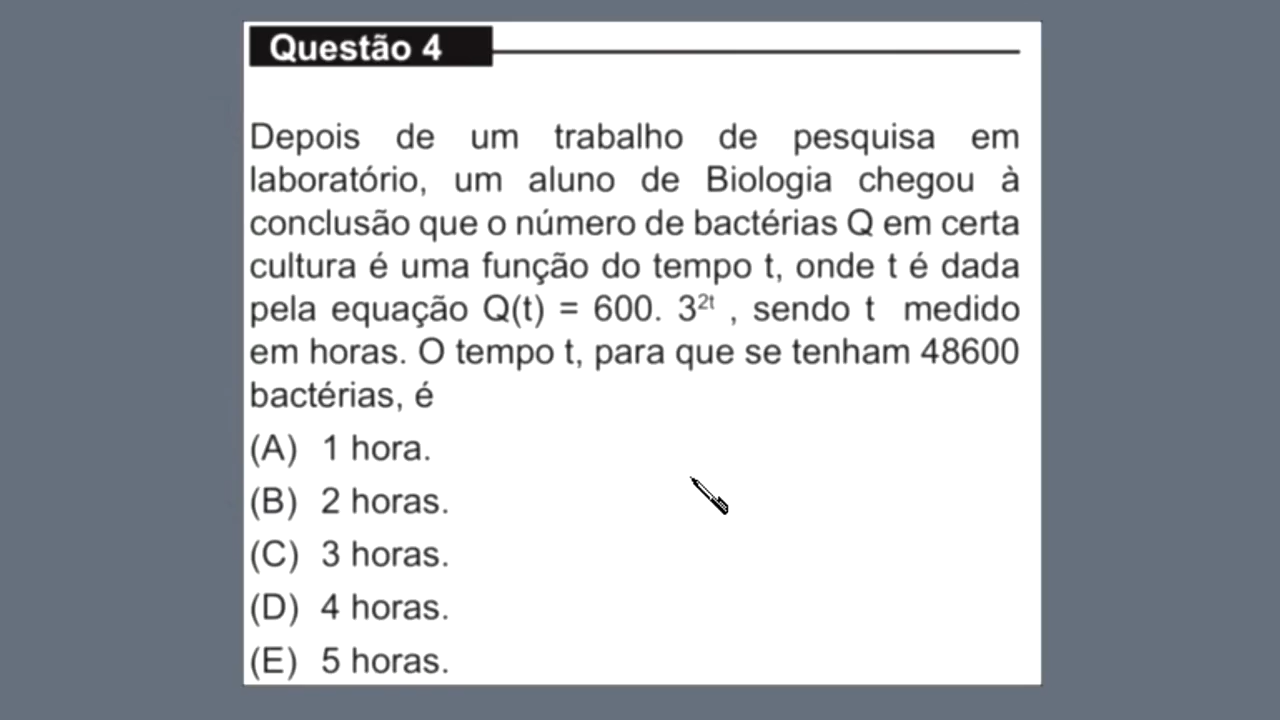 Questão 4
Depois de um trabalho de pesquisa em
laboratório, um aluno de Biologia chegou à
conclusão que o número de bactérias Q em certa
cultura é uma função do tempo t, onde t é dada
pela equação Q(t) = 600. 3²ᵗ , sendo t medido
em horas. O tempo t, para que se tenham 48600
bactérias, é
(A) 1 hora.
(B) 2 horas.
(C) 3 horas.
(D) 4 horas.
(E) 5 horas.